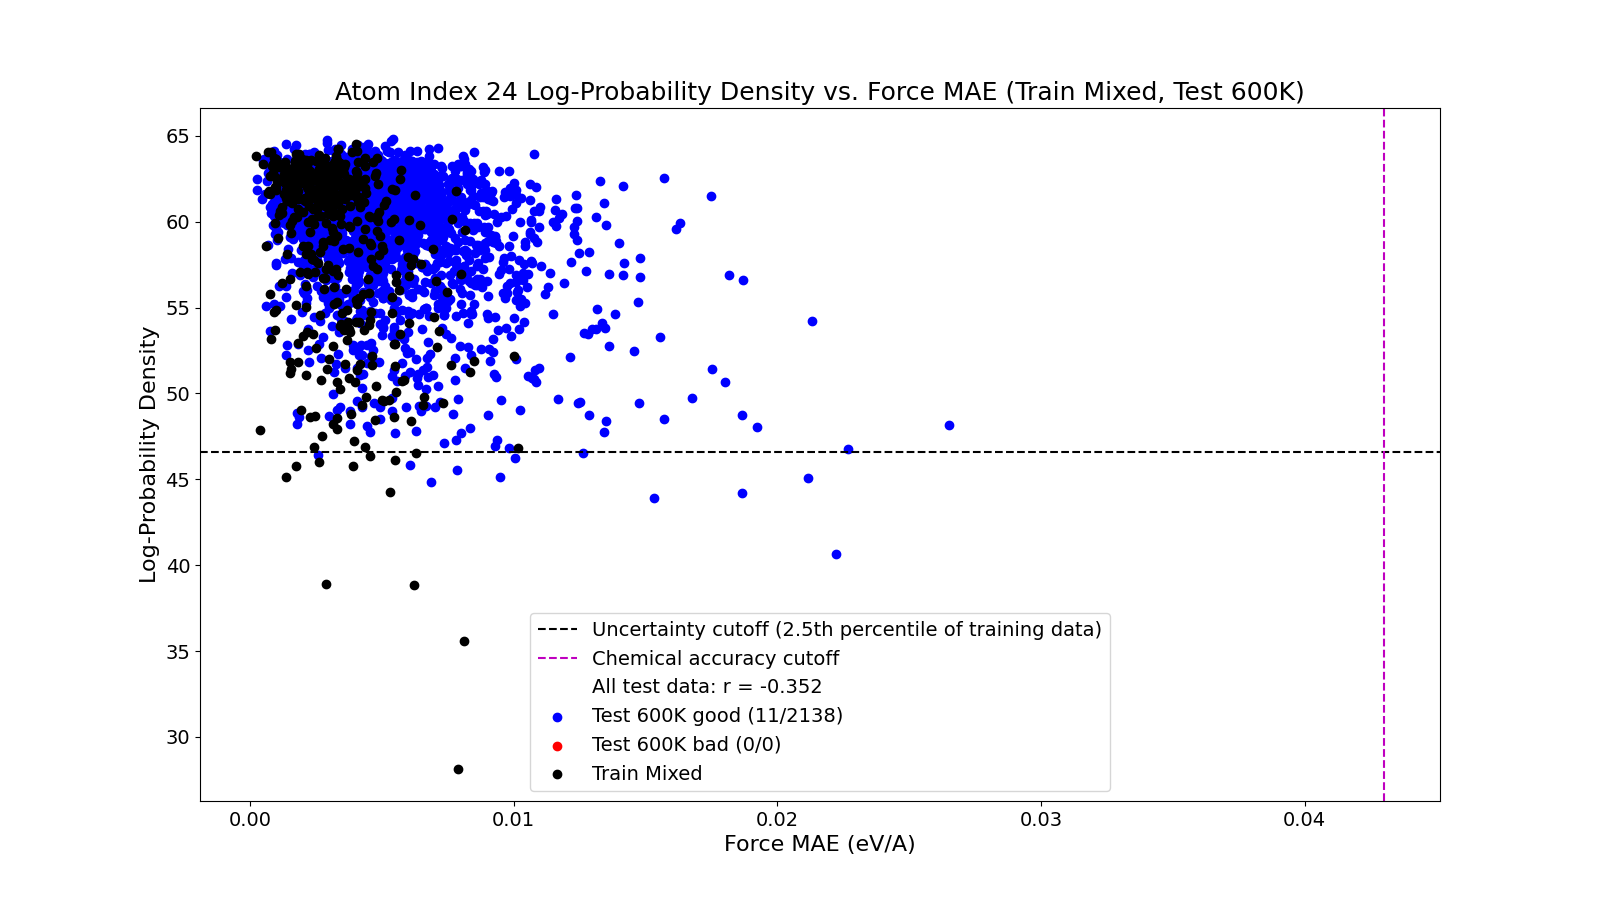 Atom Index 24 Log-Probability Density vs. Force MAE (Train Mixed, Test 600K)
65
60
55
50
45
40
35
30
Log-Probability Density
Uncertainty cutoff (2.5th percentile of training data)
Chemical accuracy cutoff
All test data: r = -0.352
Test 600K good (11/2138)
Test 600K bad (0/0)
Train Mixed
0.00 0.01 0.02 0.03 0.04
Force MAE (eV/A)